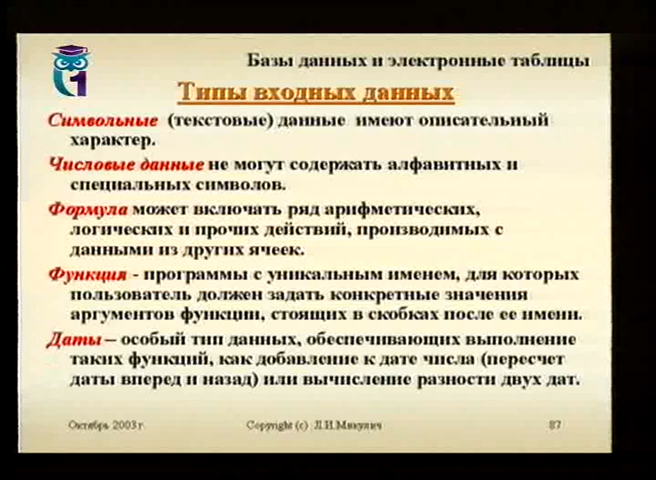 Базы данных и электронные таблицы
1
Типы входных данных
Символьные (текстовые) данные имеют описательный
характер.
Числовые данные не могут содержать алфавитных и
специальных символов.
Формула может включать ряд арифметических,
логических и прочих действий, производимых с
данными из других ячеек.
Функция - программы с уникальным именем, для которых
пользователь должен задать конкретные значения
аргументов функции, стоящих в скобках после ее имени.
Даты – особый тип данных, обеспечивающих выполнение
таких функций, как добавление к дате числа (пересчет
даты вперед и назад) или вычисление разности двух дат.
Октябрь 2003 г. Copyright (c) Л.И.Микулич 87